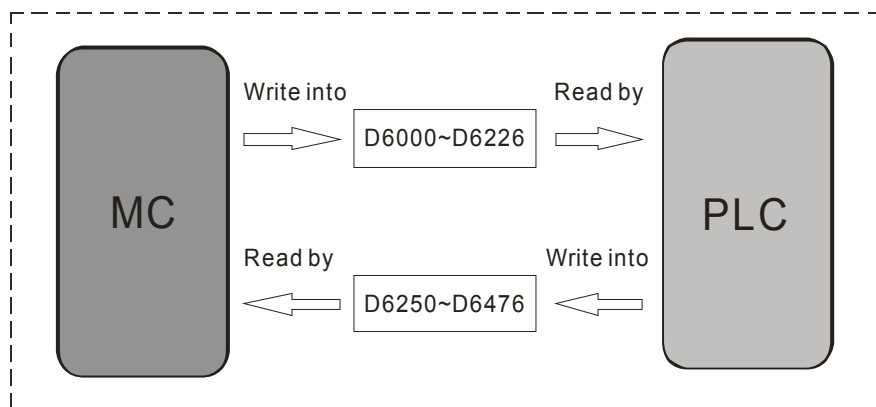 Write into
Read by
D6000~D6226
MC
PLC
Read by
Write into
D6250~D6476